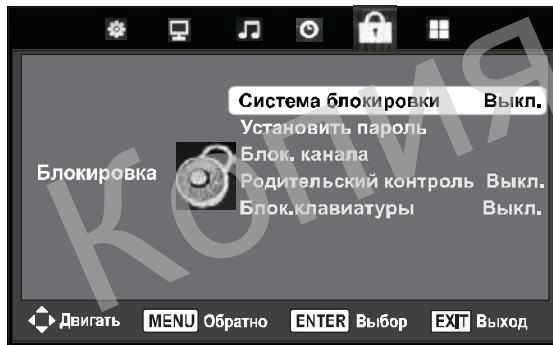 Система блокировки Выкл.
Установить пароль
Блок. канала
Блокировка
Родительский контроль Выкл.
Блок.клавиатуры Выкл.
Двигать MENU Обратно ENTER Выбор EXIT Выход
КОПИЯ